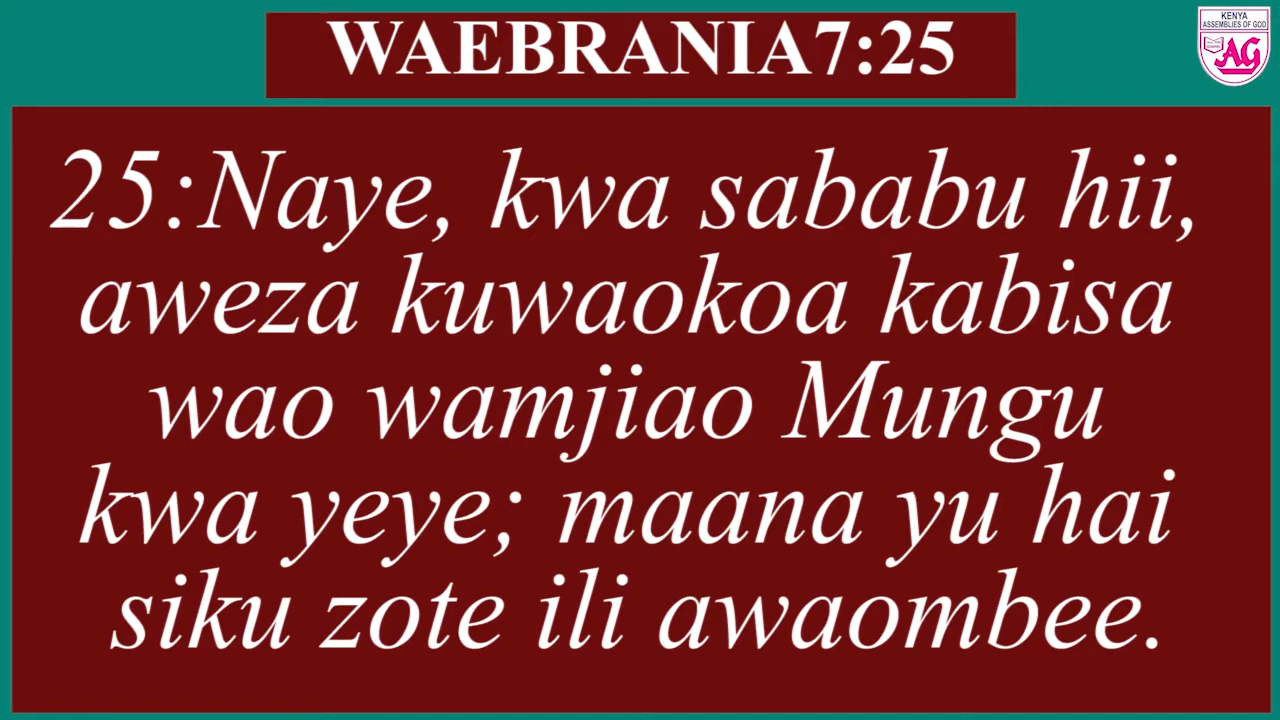 WAEBRANIA7:25
KENYA
ASSEMBLIES OF GOD
AG
25:Naye, kwa sababu hii,
aweza kuwaokoa kabisa
wao wamjiao Mungu
kwa yeye; maana yu hai
siku zote ili awaombee.